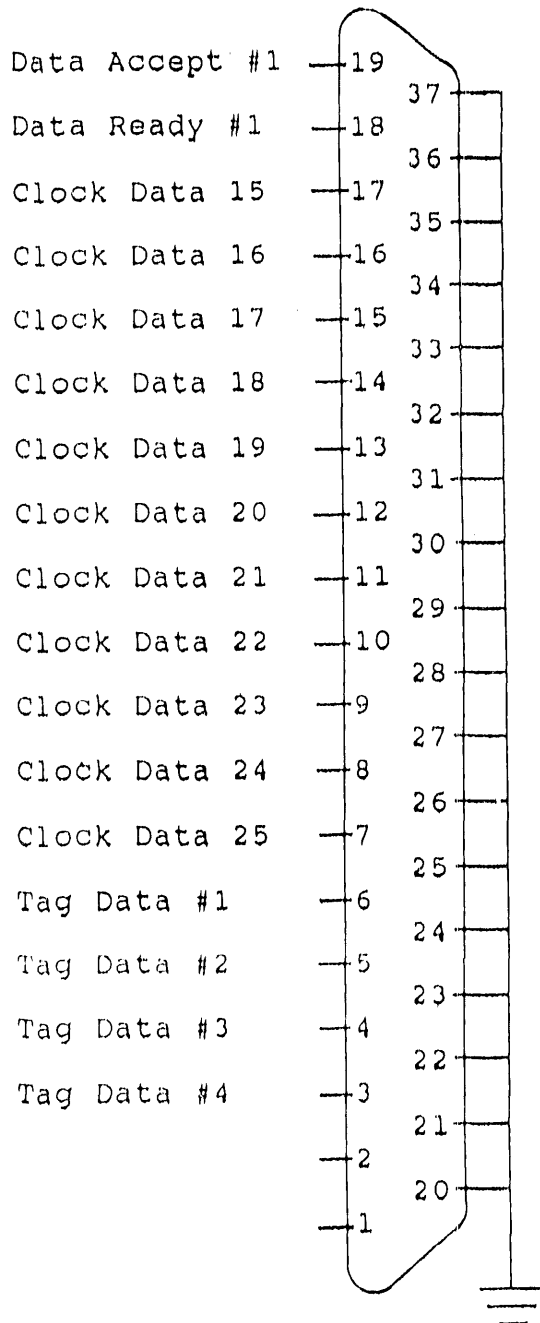 Data Accept #1 19
37
Data Ready #1 18
36
Clock Data 15 17
35
Clock Data 16 16
34
Clock Data 17 15
33
Clock Data 18 14
32
Clock Data 19 13
31
Clock Data 20 12
30
Clock Data 21 11
29
Clock Data 22 10
28
Clock Data 23 9
27
Clock Data 24 8
26
Clock Data 25 7
25
Tag Data #1 6
24
Tag Data #2 5
23
Tag Data #3 4
22
Tag Data #4 3
21
2
20
1